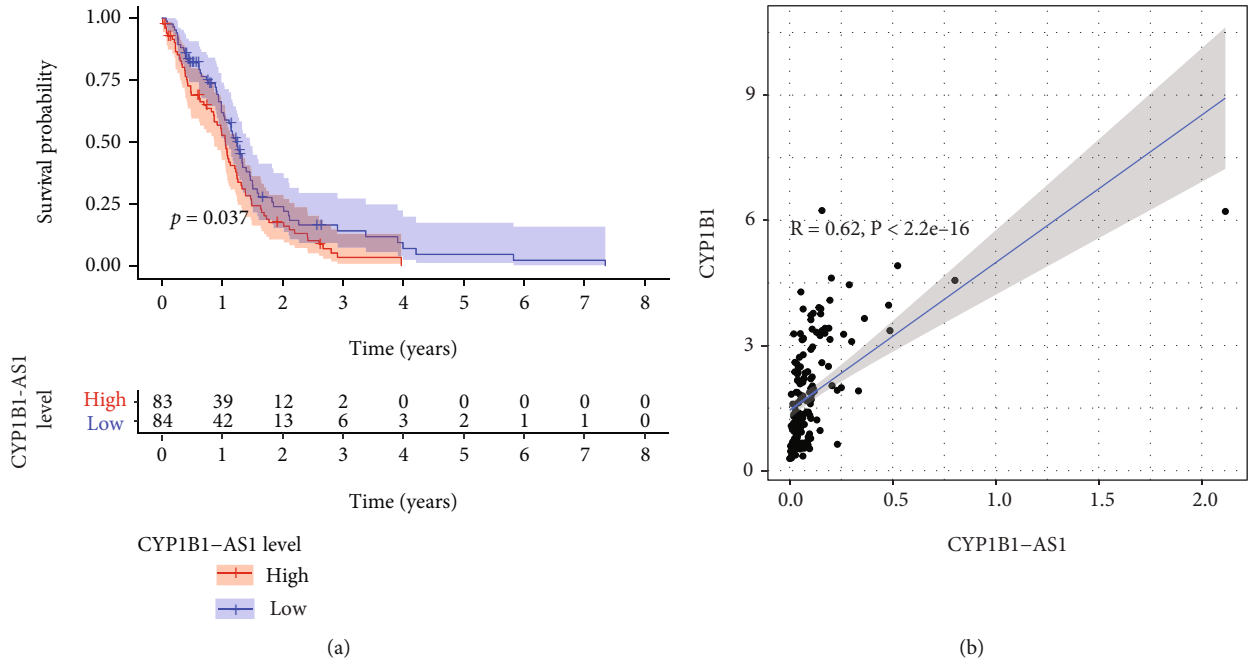 1.00
0.75
0.50
0.25
0.00
Survival probability
p = 0.037
0 1 2 3 4 5 6 7 8
Time (years)
CYP1B1-AS1
level
High 83 39 12 2 0 0 0 0 0
Low 84 42 13 6 3 2 1 1 0
0 1 2 3 4 5 6 7 8
Time (years)
CYP1B1−AS1 level
High
Low
(a)
9
6
3
0
CYP1B1
R = 0.62, P < 2.2e−16
0.0 0.5 1.0 1.5 2.0
CYP1B1−AS1
(b)